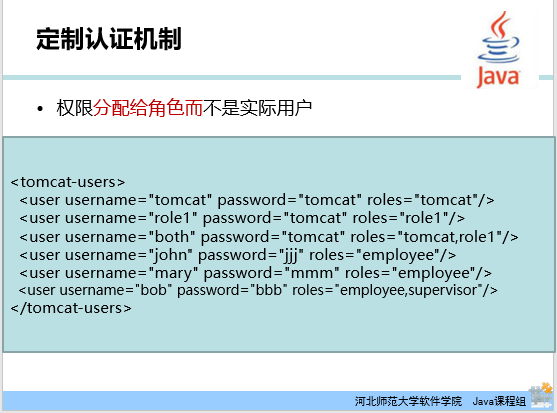 定制认证机制
Java
• 权限分配给角色而不是实际用户
<tomcat-users>
<user username="tomcat" password="tomcat" roles="tomcat"/>
<user username="role1" password="tomcat" roles="role1"/>
<user username="both" password="tomcat" roles="tomcat,role1"/>
<user username="john" password="jjj" roles="employee"/>
<user username="mary" password="mmm" roles="employee"/>
<user username="bob" password="bbb" roles="employee,supervisor"/>
</tomcat-users>
河北师范大学软件学院 Java课程组